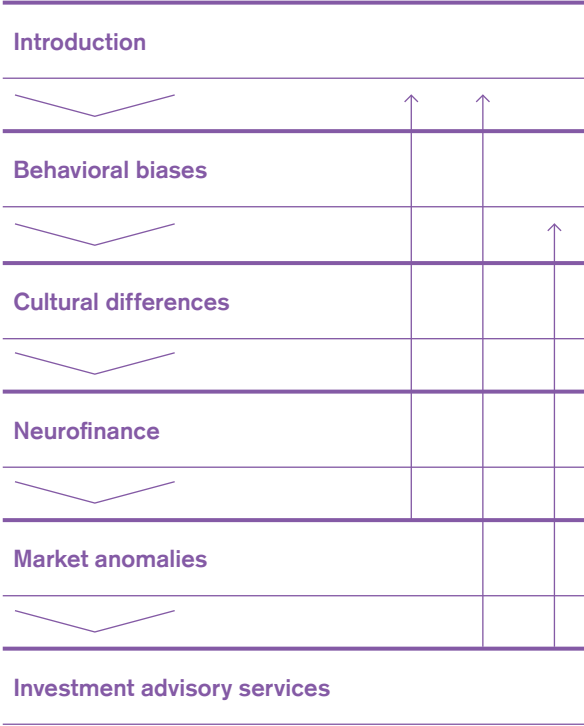 Introduction
Behavioral biases
Cultural differences
Neurofinance
Market anomalies
Investment advisory services